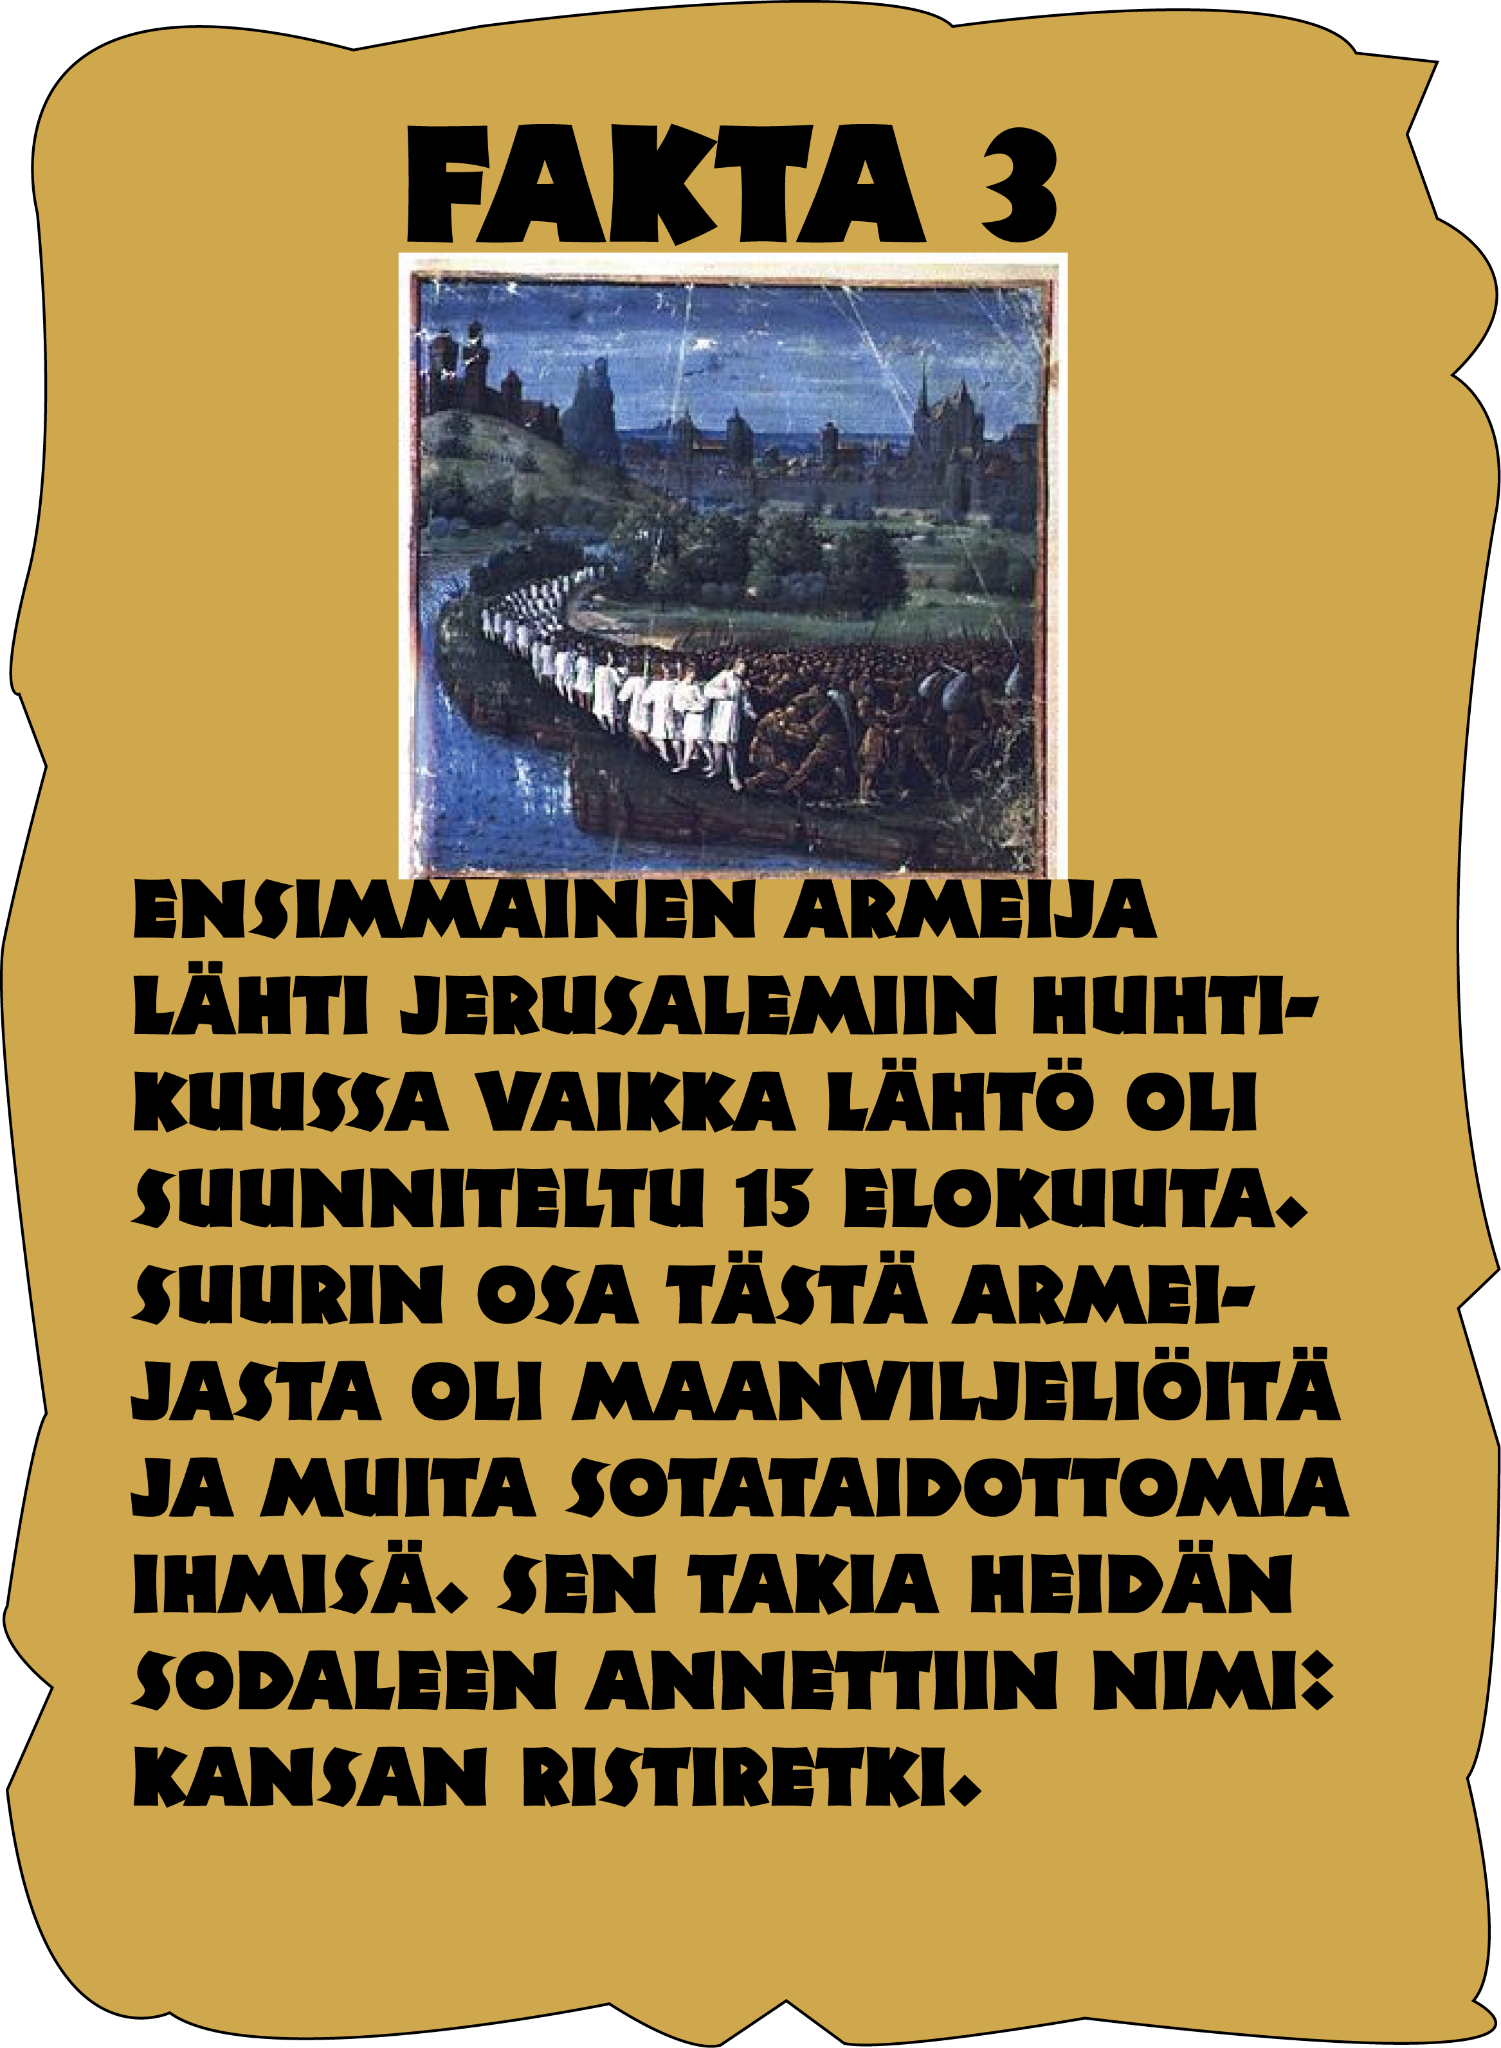 FAKTA 3
ENSIMMAINEN ARMEIJA
LÄHTI JERUSALEMIIN HUHTI-
KUUSSA VAIKKA LÄHTÖ OLI
SUUNNITELTU 15 ELOKUUTA.
SUURIN OSA TÄSTÄ ARMEI-
JASTA OLI MAANVILJELIÖITÄ
JA MUITA SOTATAIDOTTOMIA
IHMISÄ. SEN TAKIA HEIDÄN
SODALEEN ANNETTIIN NIMI:
KANSAN RISTIRETKI.